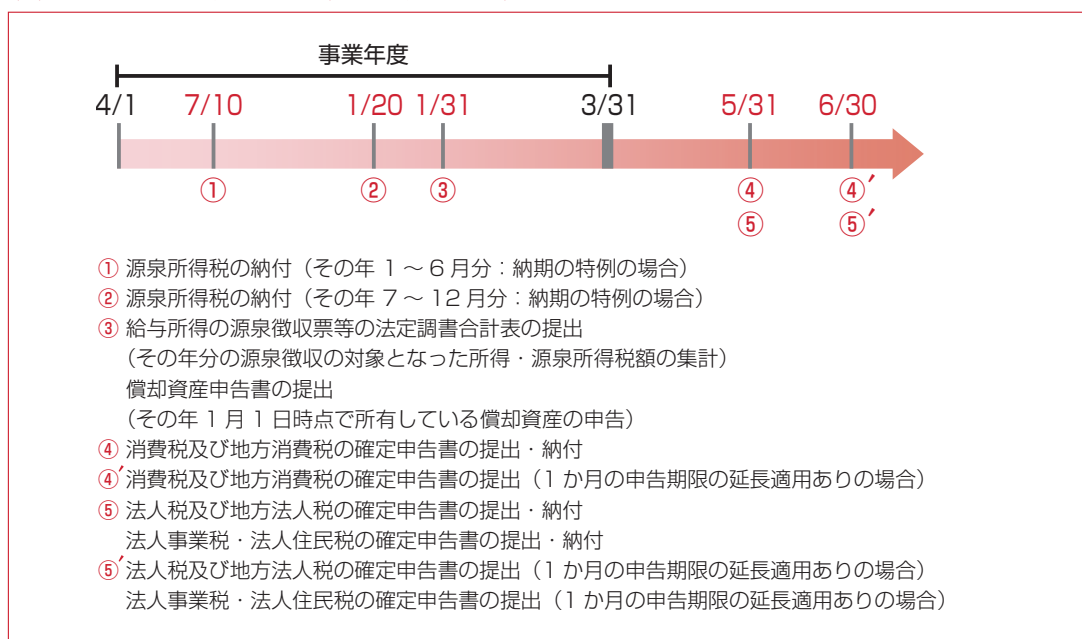 事業年度
4/1 7/10 1/20 1/31 3/31 5/31 6/30
① ② ③ ④ ④′
⑤ ⑤′
① 源泉所得税の納付（その年 1 ～ 6 月分：納期の特例の場合）
② 源泉所得税の納付（その年 7 ～ 12 月分：納期の特例の場合）
③ 給与所得の源泉徴収票等の法定調書合計表の提出
（その年分の源泉徴収の対象となった所得・源泉所得税額の集計）
償却資産申告書の提出
（その年 1 月 1 日時点で所有している償却資産の申告）
④ 消費税及び地方消費税の確定申告書の提出・納付
④′消費税及び地方消費税の確定申告書の提出（1 か月の申告期限の延長適用ありの場合）
⑤ 法人税及び地方法人税の確定申告書の提出・納付
法人事業税・法人住民税の確定申告書の提出・納付
⑤′法人税及び地方法人税の確定申告書の提出（1 か月の申告期限の延長適用ありの場合）
法人事業税・法人住民税の確定申告書の提出（1 か月の申告期限の延長適用ありの場合）